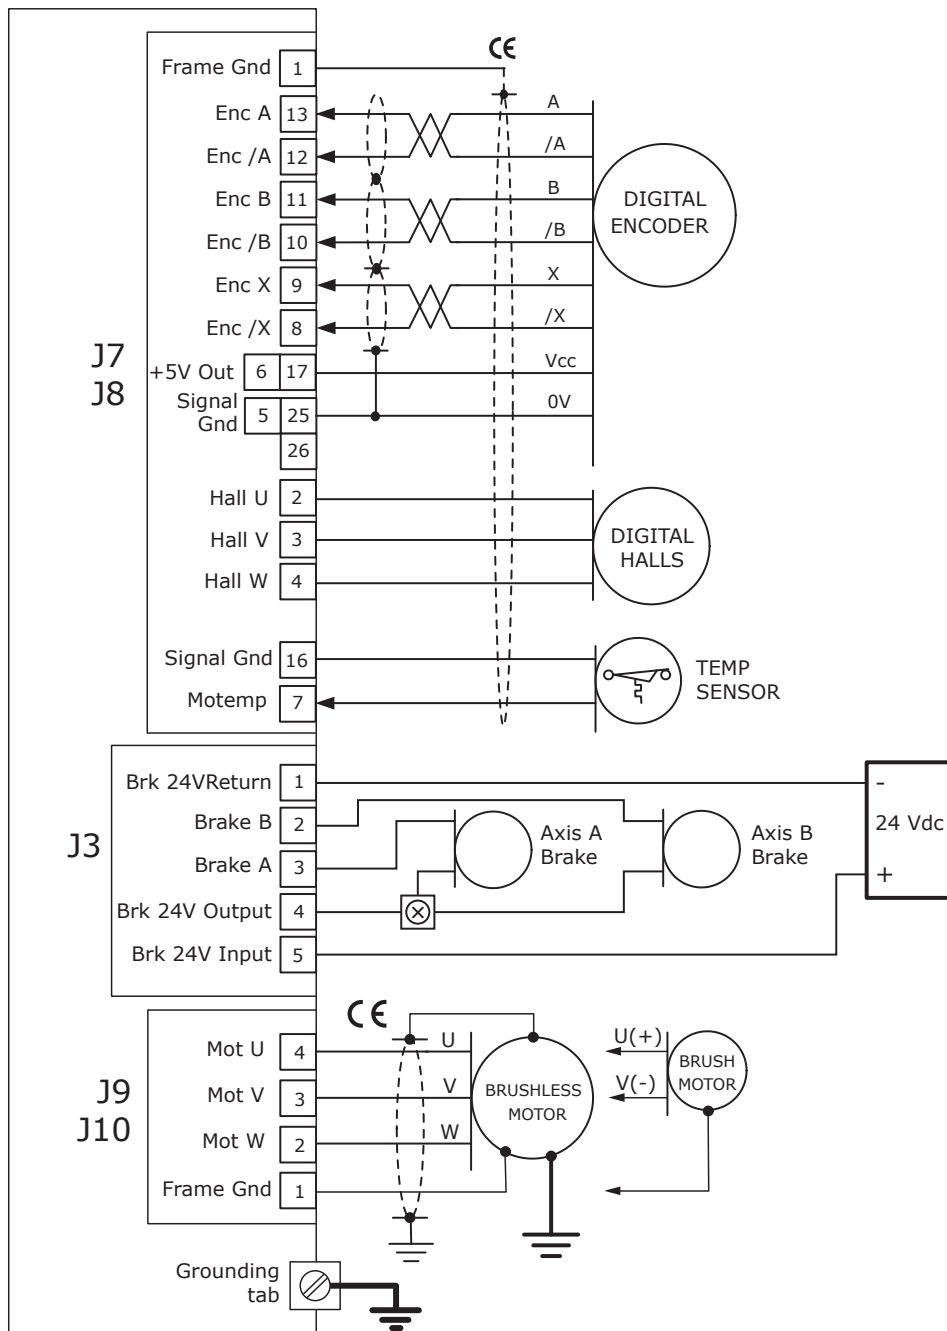 CE
Frame Gnd 1
Enc A 13 A
Enc /A 12 /A
Enc B 11 B
Enc /B 10 /B
DIGITAL
ENCODER
Enc X 9 X
Enc /X 8 /X
J7
J8
+5V Out 6 17 Vcc
Signal
Gnd 5 25 0V
26
Hall U 2
Hall V 3
Hall W 4
DIGITAL
HALLS
Signal Gnd 16
Motemp 7
TEMP
SENSOR
J3
Brk 24VReturn 1 -
Brake B 2
Brake A 3
Brk 24V Output 4
Brk 24V Input 5
Axis A
Brake
Axis B
Brake
24 Vdc
+
CE
J9
J10
Mot U 4 U
Mot V 3 V
Mot W 2 W
Frame Gnd 1
BRUSHLESS
MOTOR
U(+)
V(-)
BRUSH
MOTOR
Grounding
tab